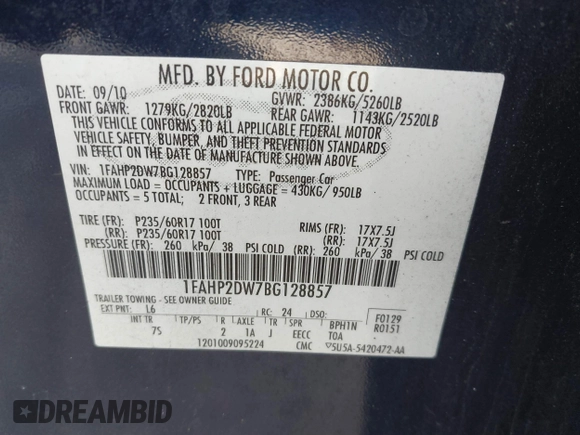 MFD. BY FORD MOTOR CO.
DATE: 09/10 GVWR: 2386KG/5260LB
FRONT GAWR: 1279KG/2820LB REAR GAWR: 1143KG/2520LB
THIS VEHICLE CONFORMS TO ALL APPLICABLE FEDERAL MOTOR
VEHICLE SAFETY, BUMPER, AND THEFT PREVENTION STANDARDS
IN EFFECT ON THE DATE OF MANUFACTURE SHOWN ABOVE.
VIN: 1FAHP2DW7BG128857 TYPE: Passenger Car
MAXIMUM LOAD = OCCUPANTS + LUGGAGE = 430KG/ 950LB
OCCUPANTS = 5 TOTAL; 2 FRONT, 3 REAR
TIRE (FR): P235/60R17 100T RIMS (FR): 17X7.5J
(RR): P235/60R17 100T (RR): 17X7.5J
PRESSURE (FR): 260 kPa/ 38 PSI COLD (RR): 260 kPa/38 PSI COLD
1FAHP2DW7BG128857
TRAILER TOWING - SEE OWNER GUIDE
EXT PNT: L6 RC: 24 DSO: F0129
R0151
INT TR TP/PS R AXLE TR SPR BPH1N
7S 2 1A J EECC TOA
1201009095224 CMC 5U5A-5420472-AA
DREAMBID